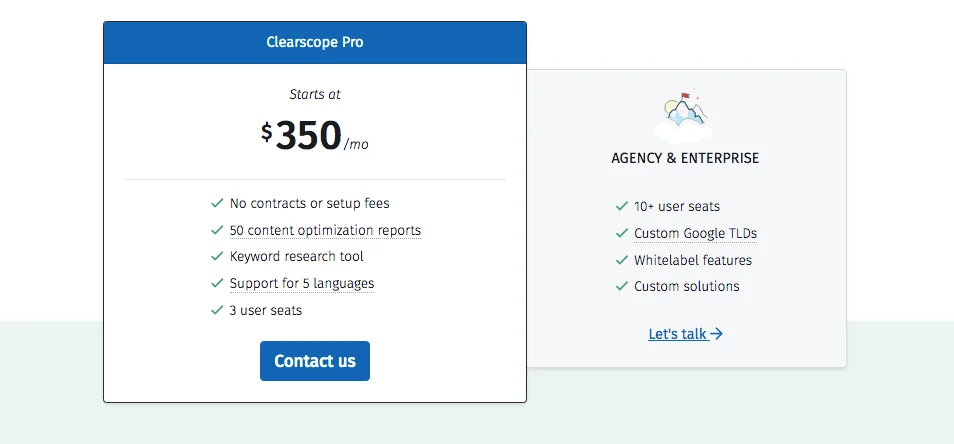 Clearscope Pro
Starts at
$350/mo
No contracts or setup fees
50 content optimization reports
Keyword research tool
Support for 5 languages
3 user seats
Contact us
AGENCY & ENTERPRISE
10+ user seats
Custom Google TLDs
Whitelabel features
Custom solutions
Let's talk →